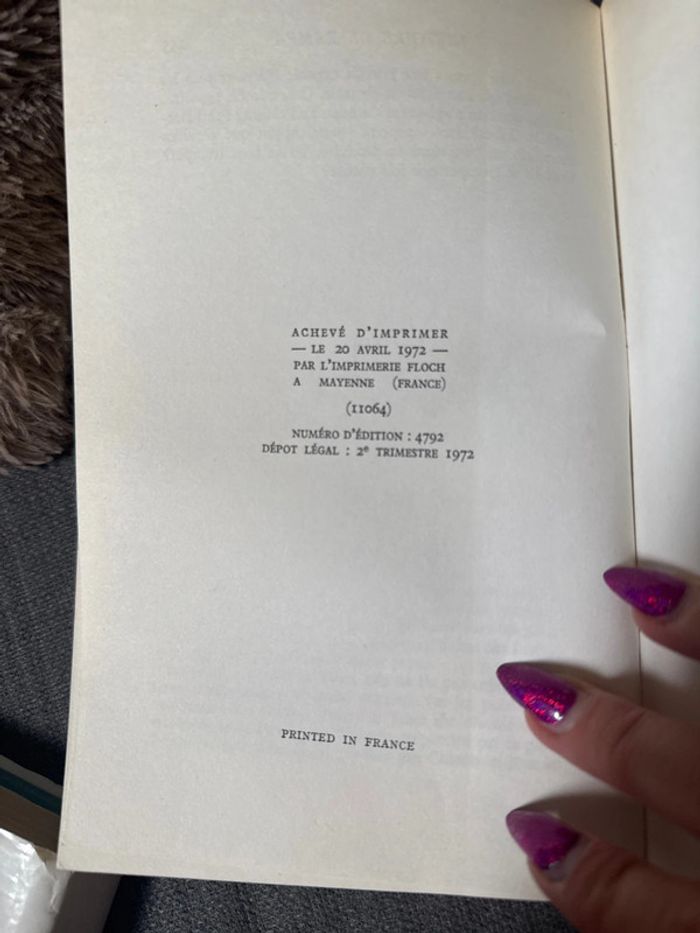 ACHEVÉ D'IMPRIMER
— LE 20 AVRIL 1972 —
PAR L'IMPRIMERIE FLOCH
A MAYENNE (FRANCE)
(11064)
NUMÉRO D'ÉDITION : 4792
DÉPOT LÉGAL : 2e TRIMESTRE 1972
PRINTED IN FRANCE